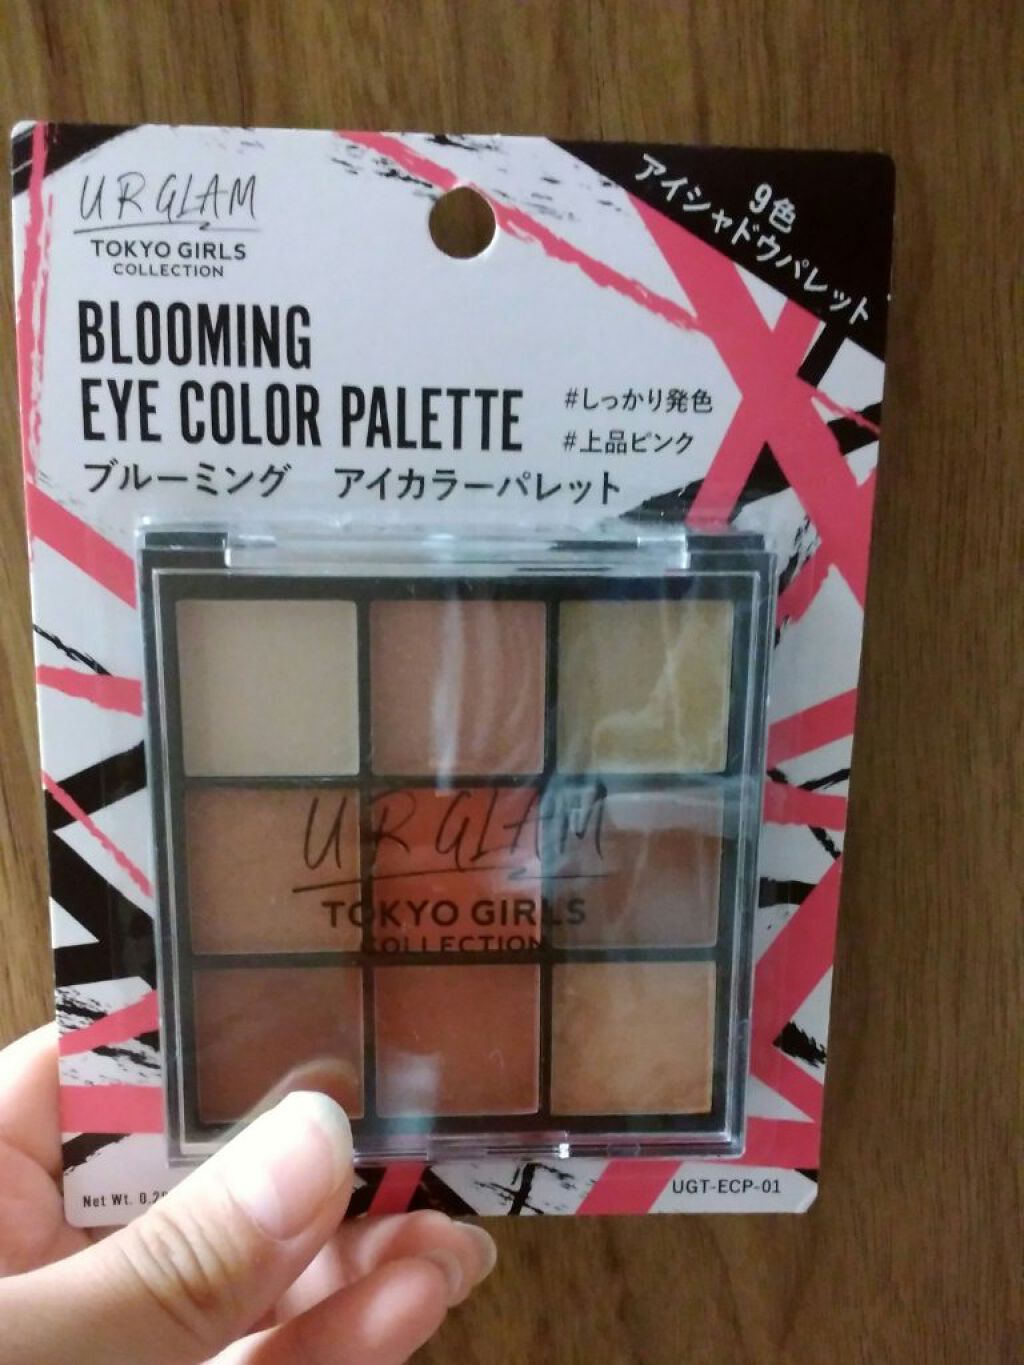 UR GLAM
TOKYO GIRLS
COLLECTION
9色
アイシャドウパレット
BLOOMING
EYE COLOR PALETTE
#しっかり発色
#上品ピンク
ブルーミング アイカラーパレット
UR GLAM
TOKYO GIRLS
COLLECTION
Net Wt.
UGT-ECP-01